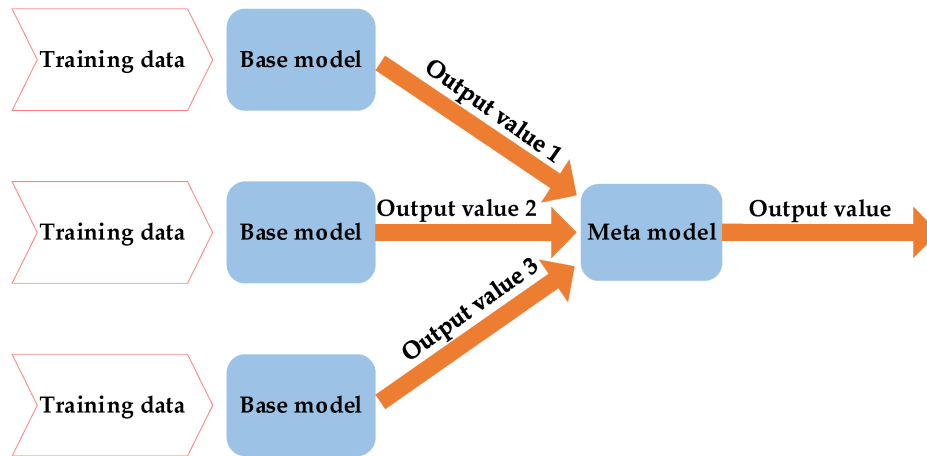 Training data
Base model
Output value 1
Training data
Base model
Output value 2
Meta model
Output value
Training data
Base model
Output value 3